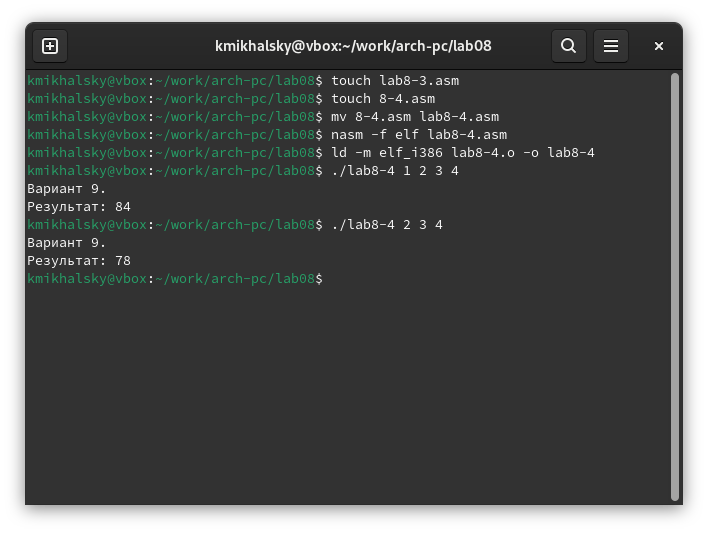 kmikhalsky@vbox:~/work/arch-pc/lab08
kmikhalsky@vbox:~/work/arch-pc/lab08$ touch lab8-3.asm
kmikhalsky@vbox:~/work/arch-pc/lab08$ touch 8-4.asm
kmikhalsky@vbox:~/work/arch-pc/lab08$ mv 8-4.asm lab8-4.asm
kmikhalsky@vbox:~/work/arch-pc/lab08$ nasm -f elf lab8-4.asm
kmikhalsky@vbox:~/work/arch-pc/lab08$ ld -m elf_i386 lab8-4.o -o lab8-4
kmikhalsky@vbox:~/work/arch-pc/lab08$ ./lab8-4 1 2 3 4
Вариант 9.
Результат: 84
kmikhalsky@vbox:~/work/arch-pc/lab08$ ./lab8-4 2 3 4
Вариант 9.
Результат: 78
kmikhalsky@vbox:~/work/arch-pc/lab08$